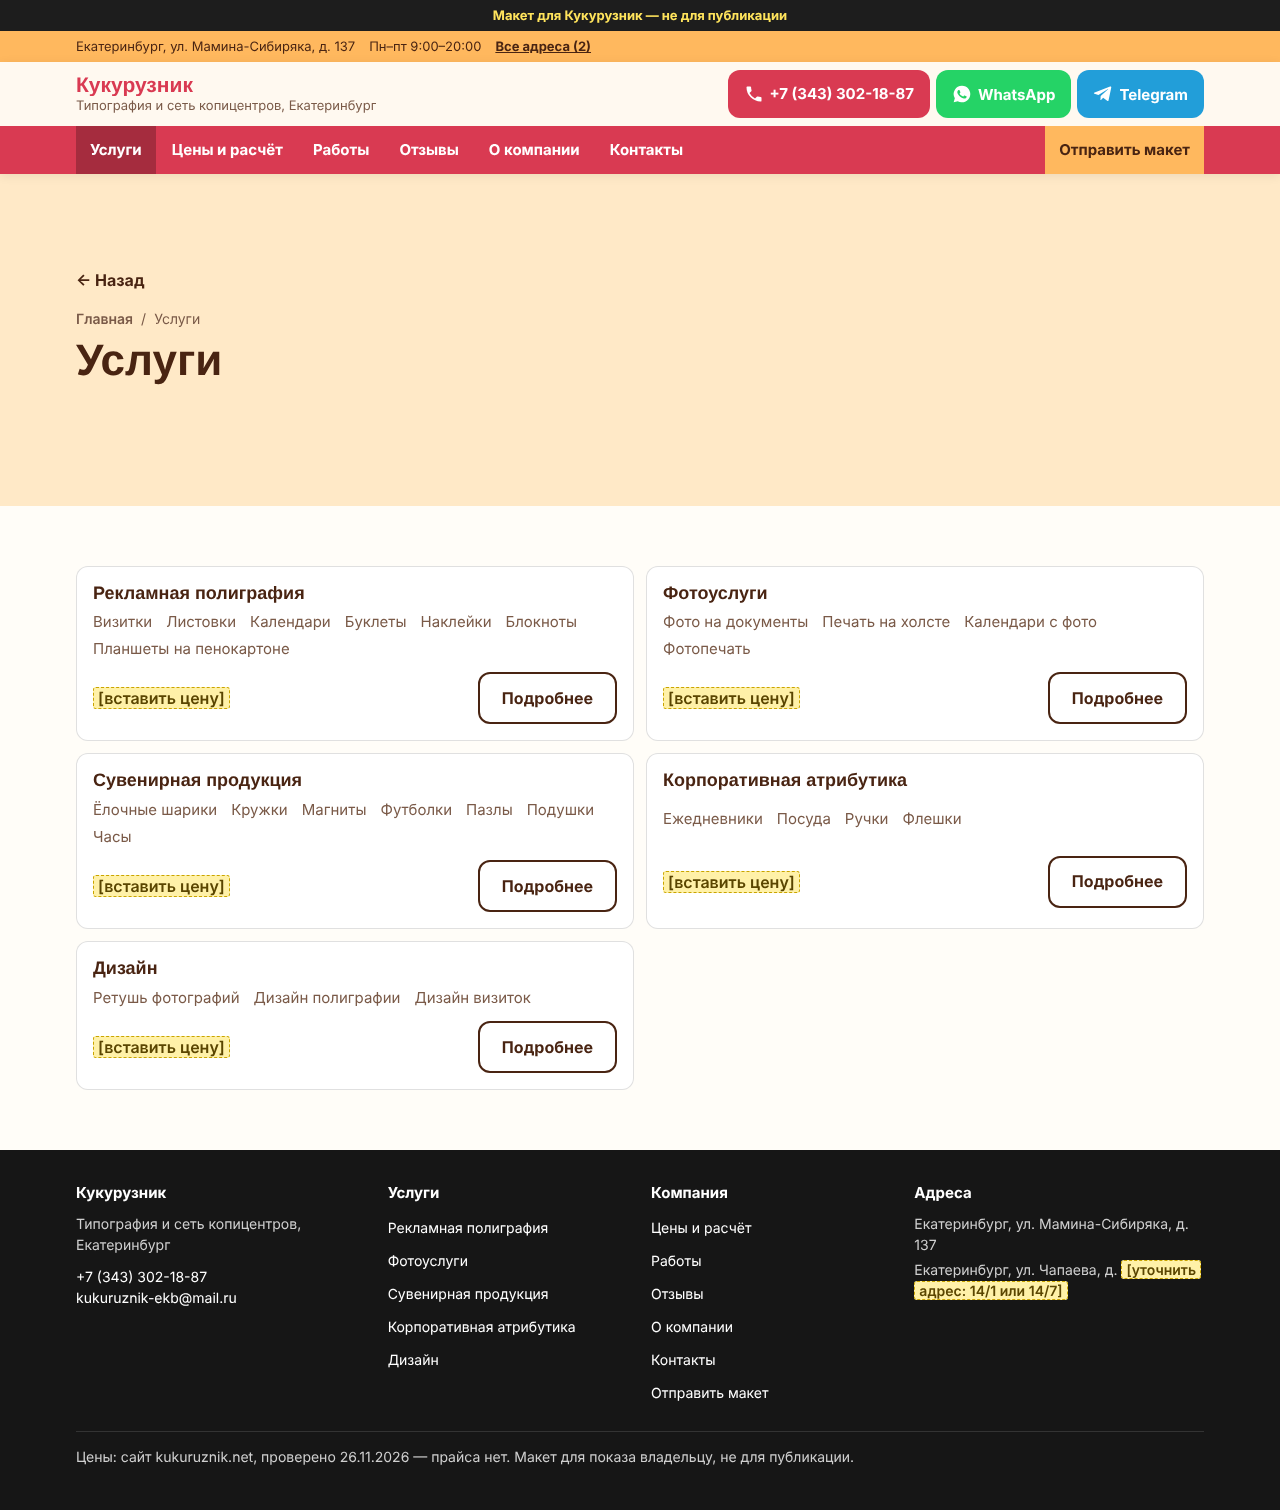 Макет для Кукурузник — не для публикации
Екатеринбург, ул. Мамина-Сибиряка, д. 137 Пн–пт 9:00–20:00 Все адреса (2)
Кукурузник
Типография и сеть копицентров, Екатеринбург
+7 (343) 302-18-87 WhatsApp Telegram
Услуги Цены и расчёт Работы Отзывы О компании Контакты Отправить макет
← Назад
Главная / Услуги
Услуги
Рекламная полиграфия
Визитки Листовки Календари Буклеты Наклейки Блокноты
Планшеты на пенокартоне
[вставить цену] Подробнее
Фотоуслуги
Фото на документы Печать на холсте Календари с фото
Фотопечать
[вставить цену] Подробнее
Сувенирная продукция
Ёлочные шарики Кружки Магниты Футболки Пазлы Подушки
Часы
[вставить цену] Подробнее
Корпоративная атрибутика
Ежедневники Посуда Ручки Флешки
[вставить цену] Подробнее
Дизайн
Ретушь фотографий Дизайн полиграфии Дизайн визиток
[вставить цену] Подробнее
Кукурузник
Типография и сеть копицентров,
Екатеринбург
+7 (343) 302-18-87
kukuruznik-ekb@mail.ru
Услуги
Рекламная полиграфия
Фотоуслуги
Сувенирная продукция
Корпоративная атрибутика
Дизайн
Компания
Цены и расчёт
Работы
Отзывы
О компании
Контакты
Отправить макет
Адреса
Екатеринбург, ул. Мамина-Сибиряка, д.
137
Екатеринбург, ул. Чапаева, д. [уточнить
адрес: 14/1 или 14/7]
Цены: сайт kukuruznik.net, проверено 26.11.2026 — прайса нет. Макет для показа владельцу, не для публикации.